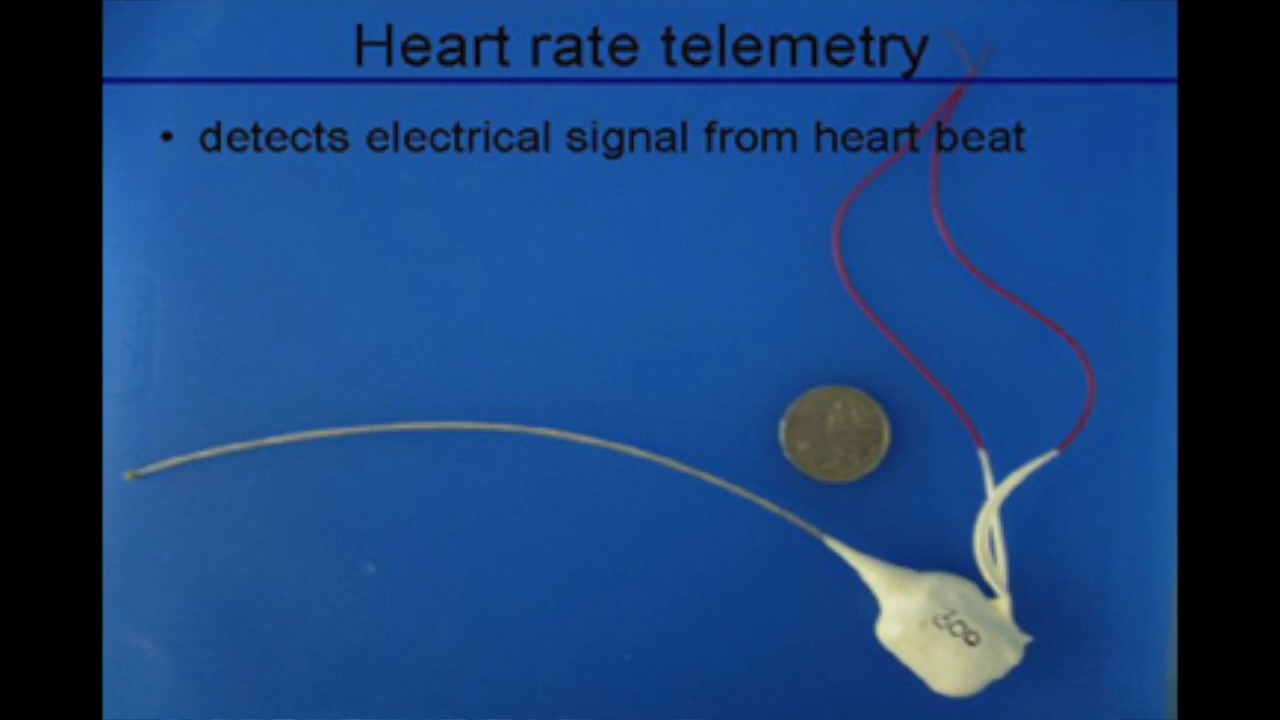 Heart rate telemetry
• detects electrical signal from heart beat
300